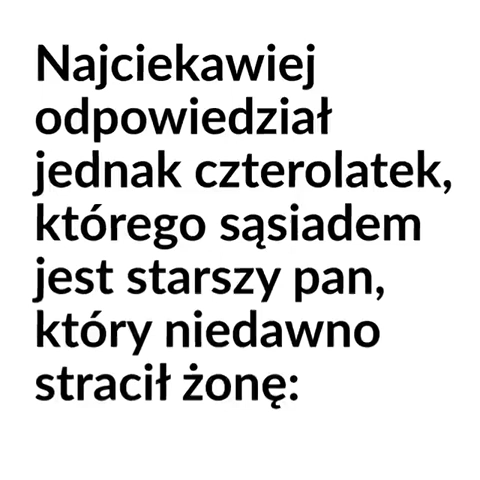 Najciekawiej
odpowiedział
jednak czterolatek,
którego sąsiadem
jest starszy pan,
który niedawno
stracił żonę: